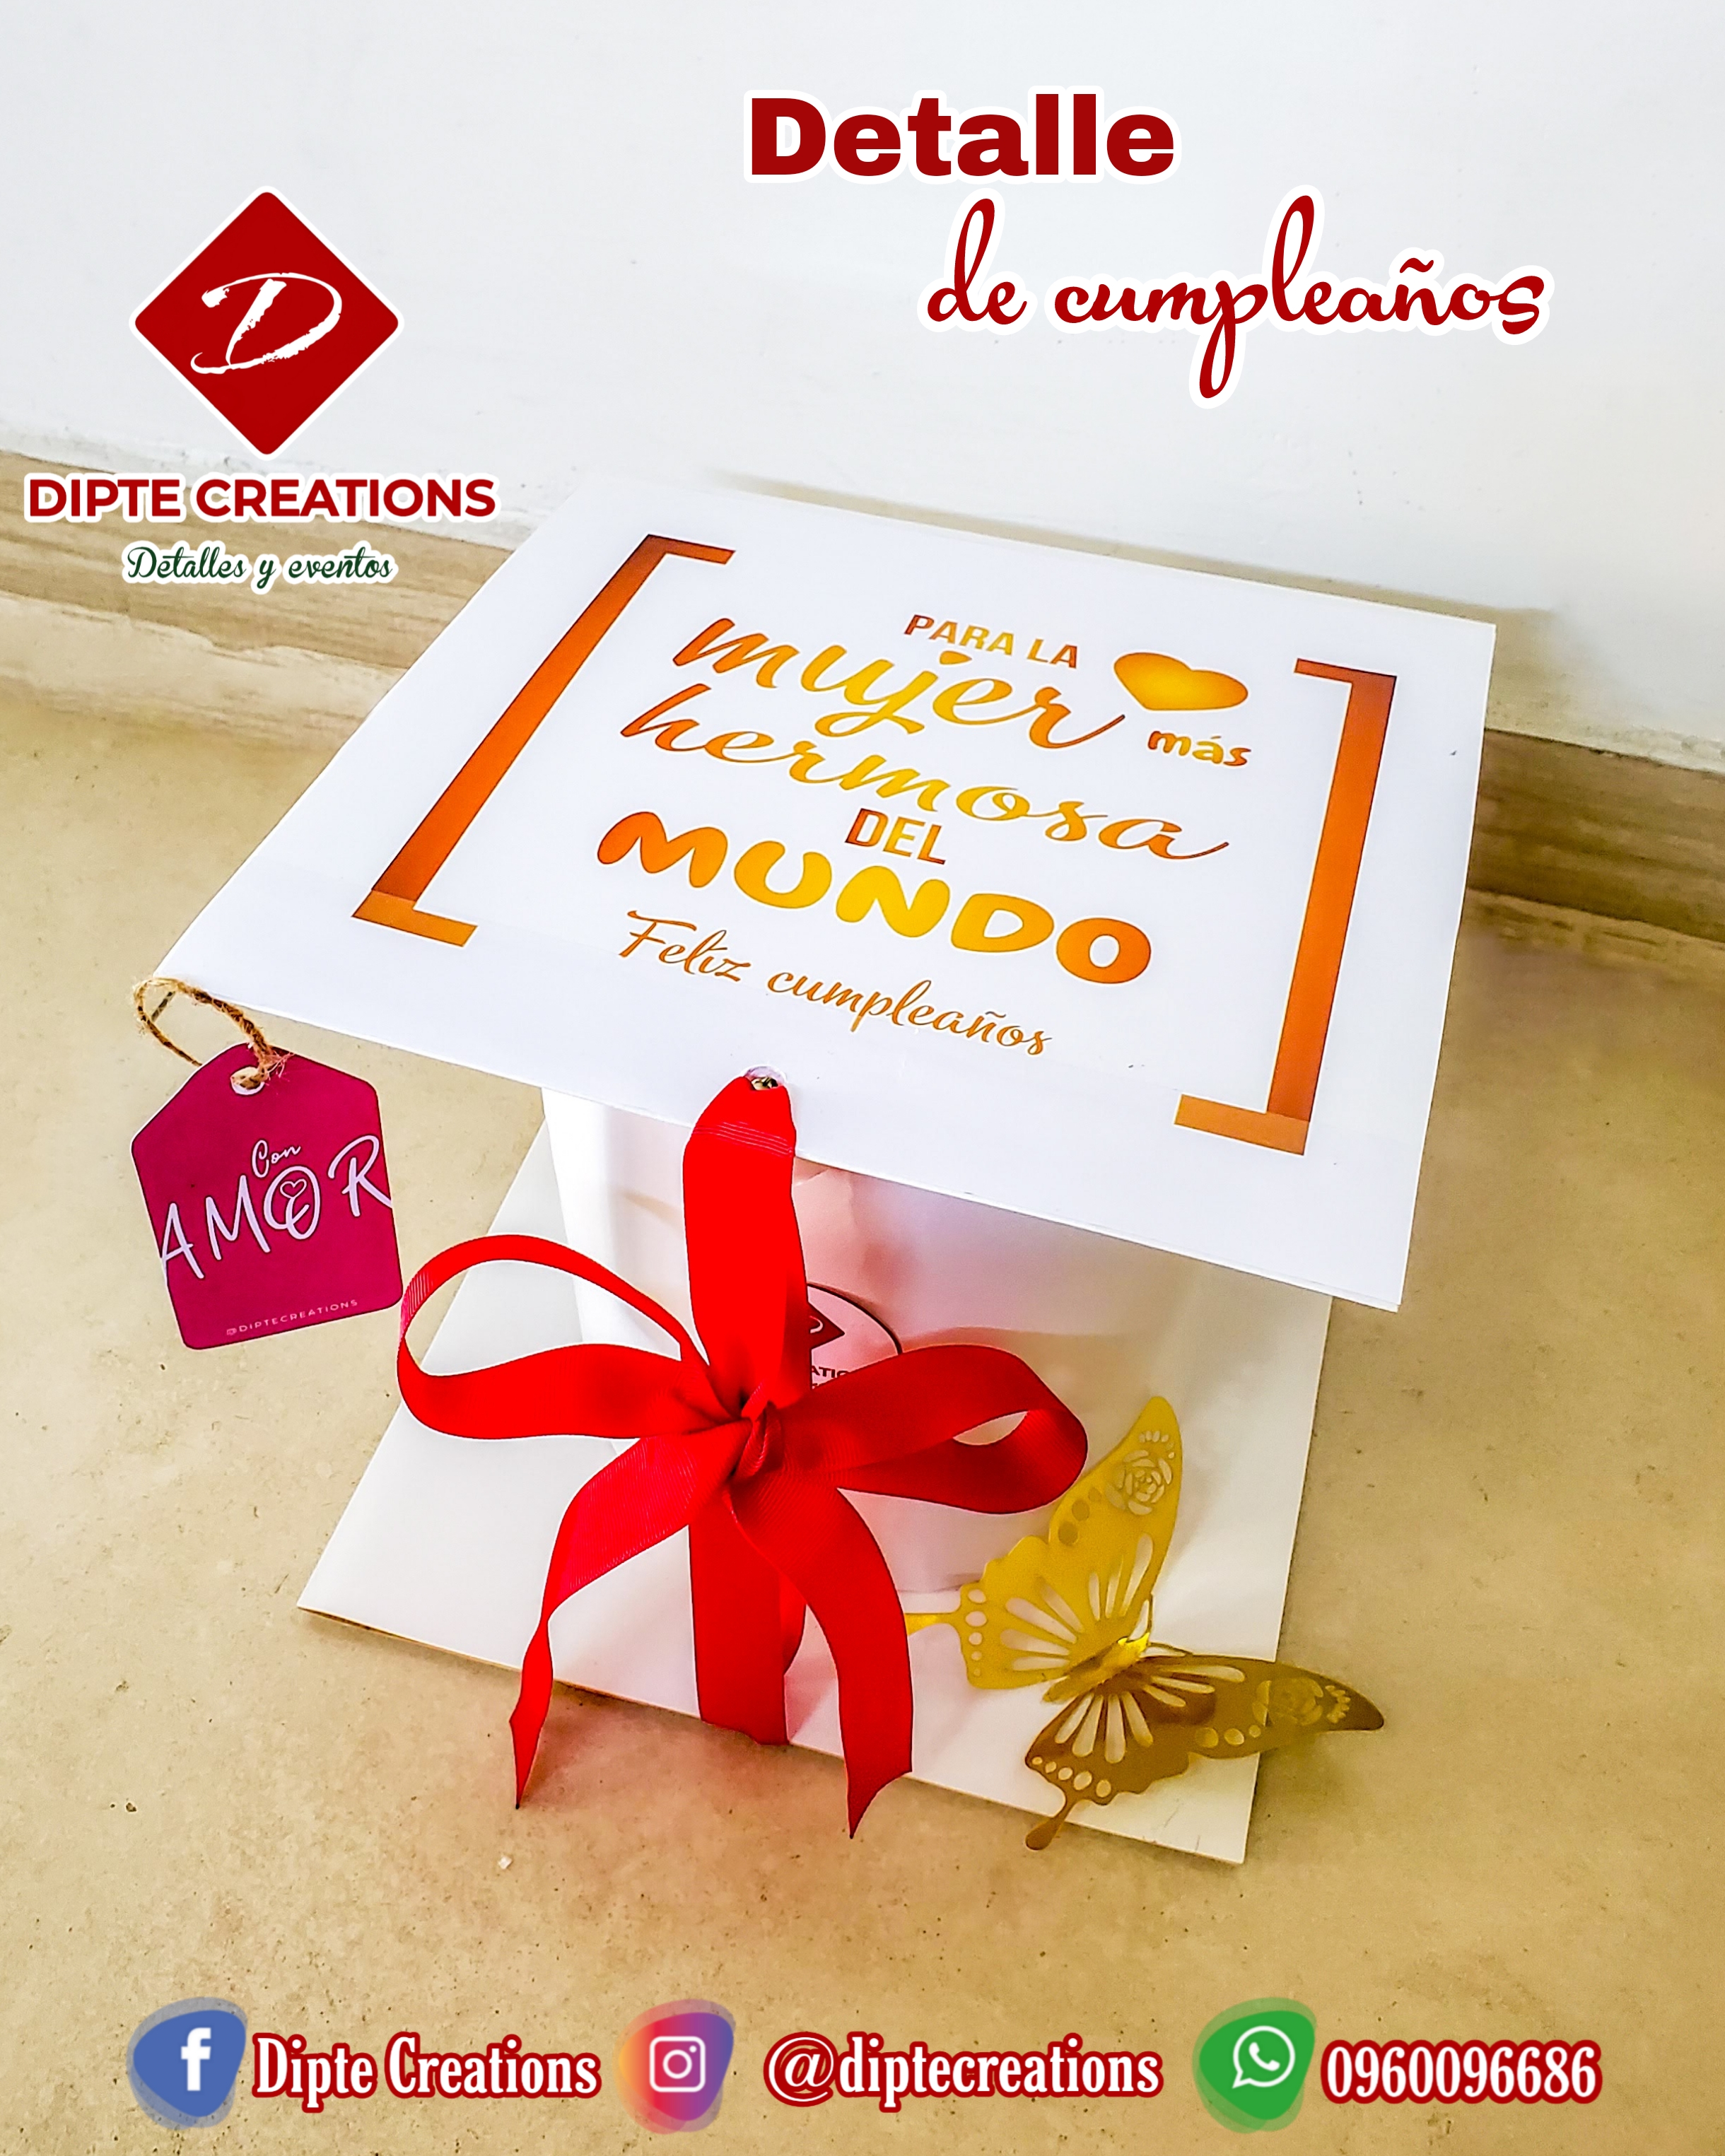 Detalle
de cumpleaños
D
DIPTE CREATIONS
Detalles y eventos
PARA LA
mujer más
hermosa
DEL
MUNDO
Feliz cumpleaños
Con
AMOR
@DIPTECREATIONS
Dipte Creations
@diptecreations
0960096686